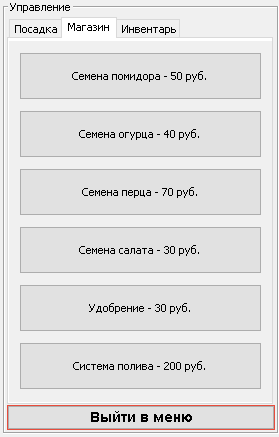 Управление
Посадка Магазин Инвентарь
Семена помидора - 50 руб.
Семена огурца - 40 руб.
Семена перца - 70 руб.
Семена салата - 30 руб.
Удобрение - 30 руб.
Система полива - 200 руб.
Выйти в меню